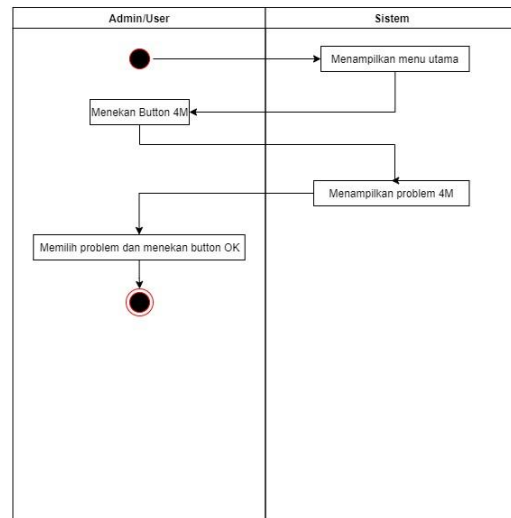 Admin/User
Sistem
Menampilkan menu utama
Menekan Button 4M
Menampilkan problem 4M
Memilih problem dan menekan button OK